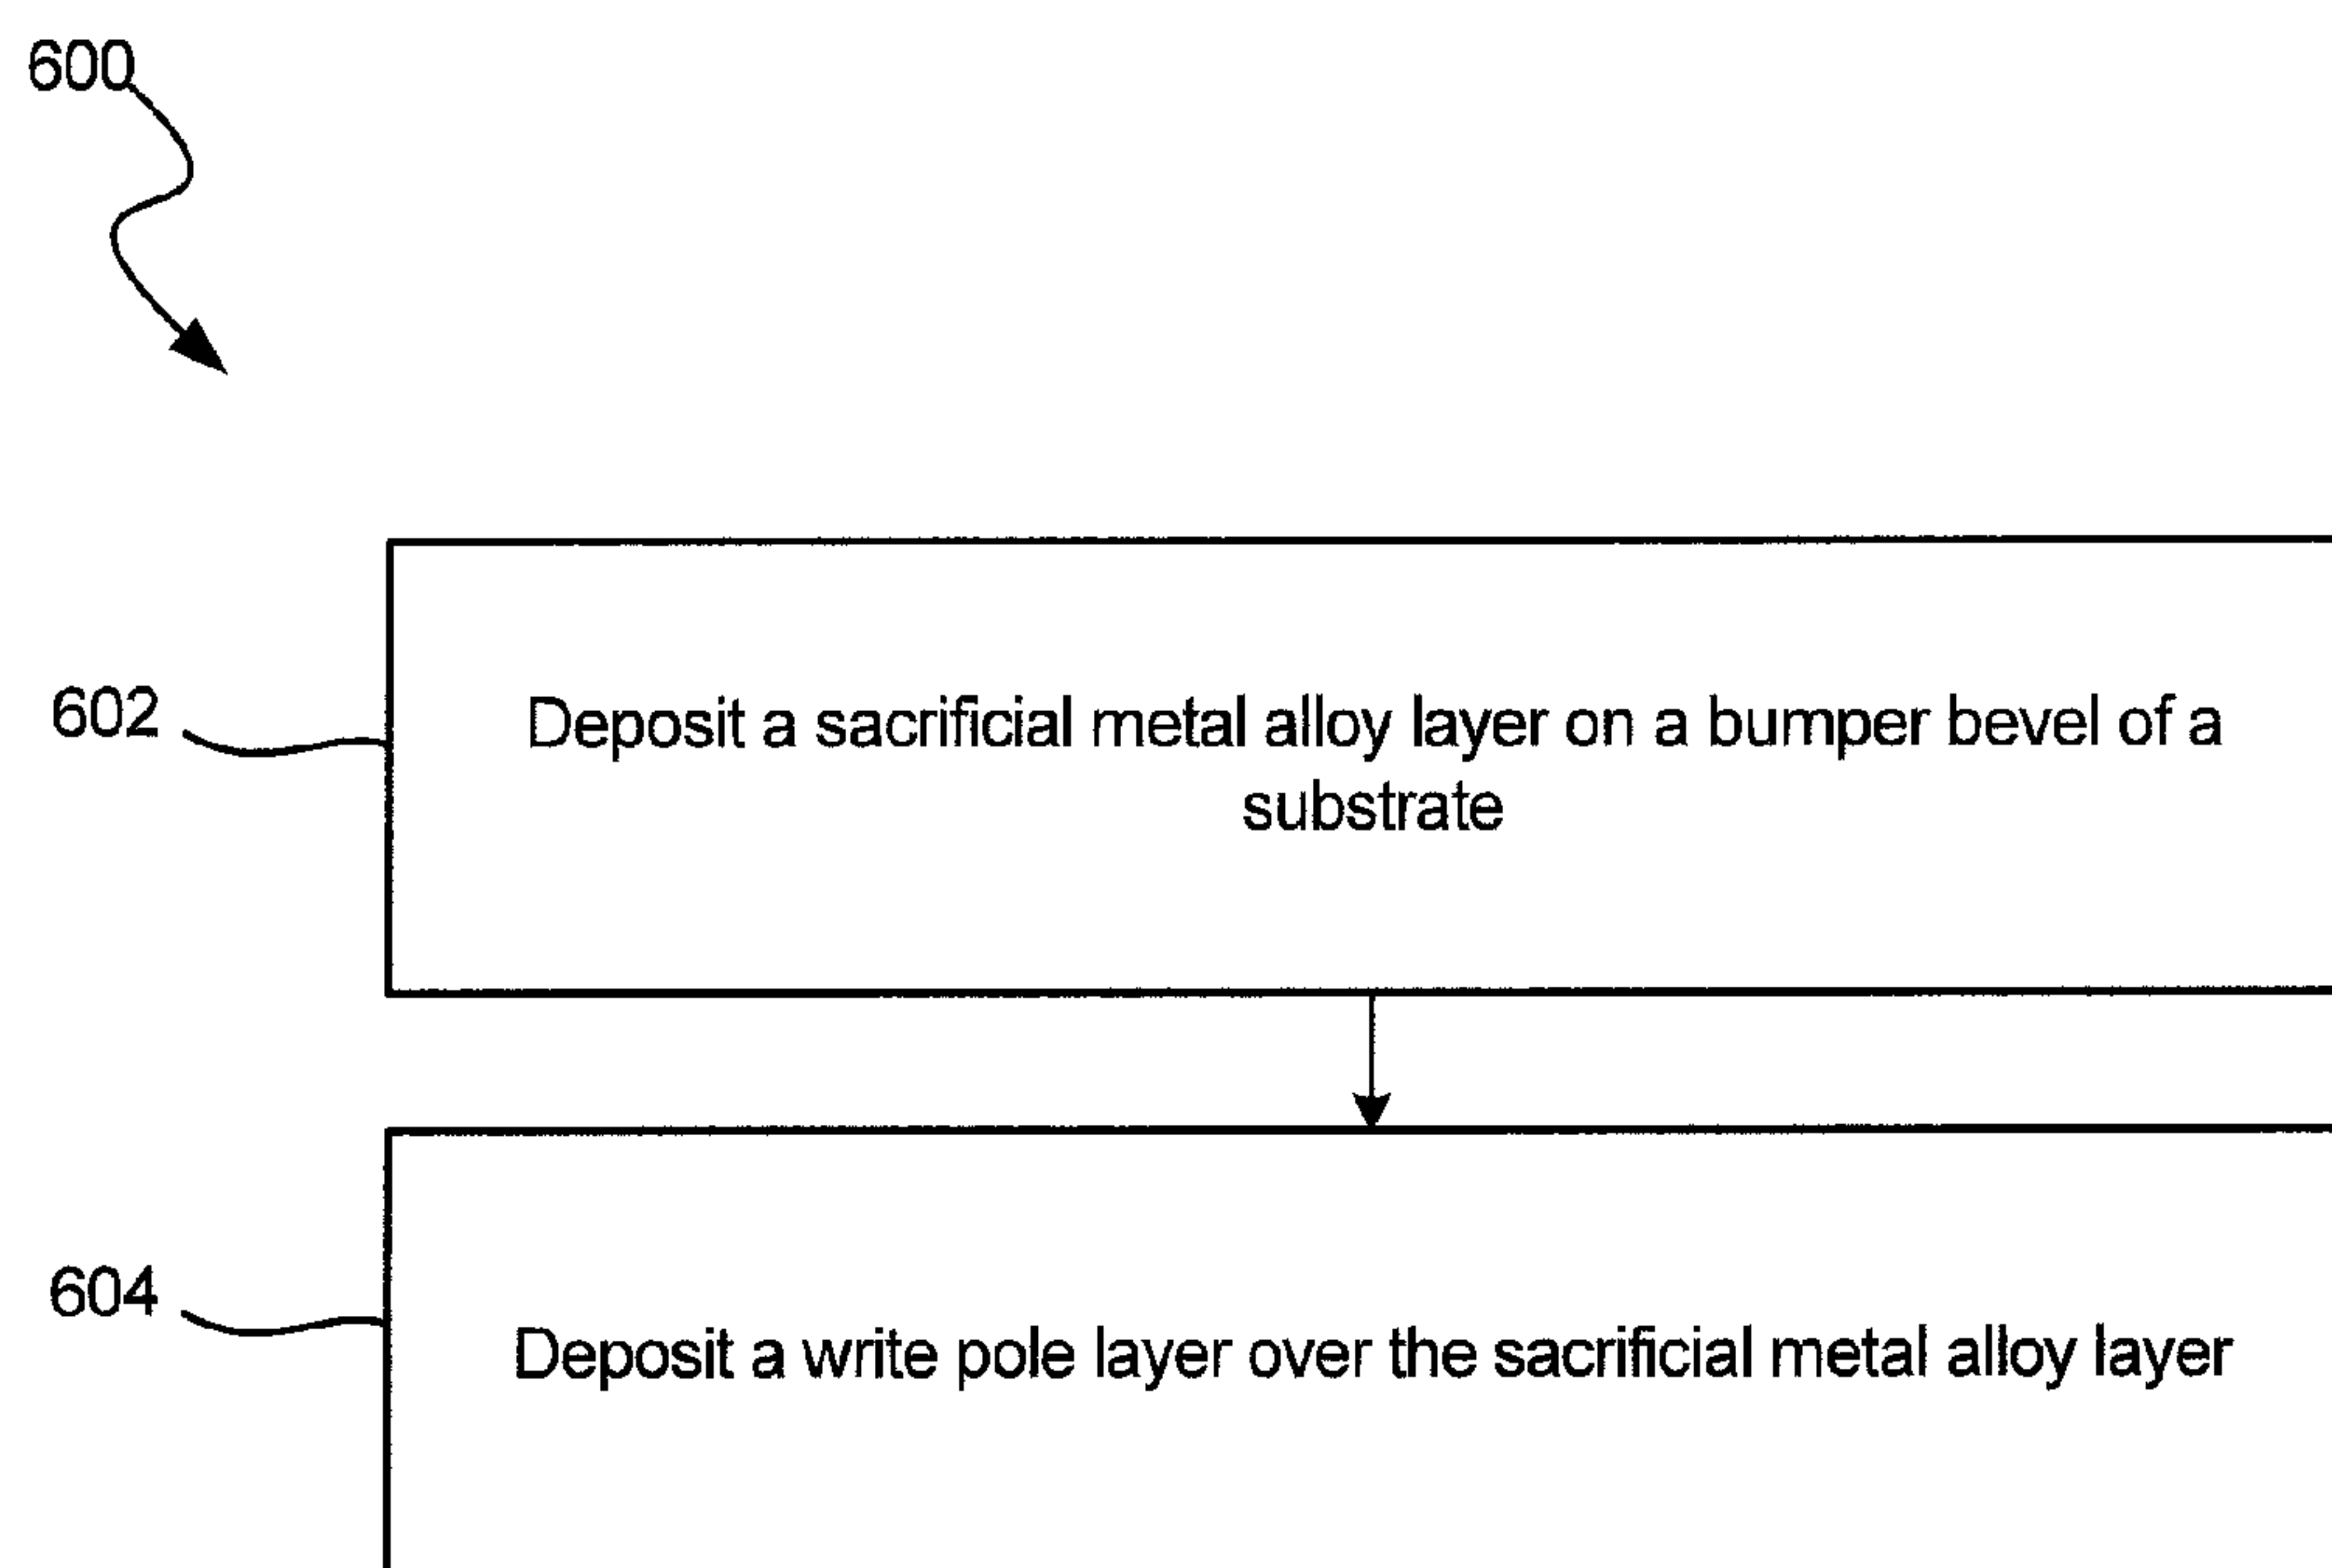 600
602
Deposit a sacrificial metal alloy layer on a bumper bevel of a
substrate
604
Deposit a write pole layer over the sacrificial metal alloy layer